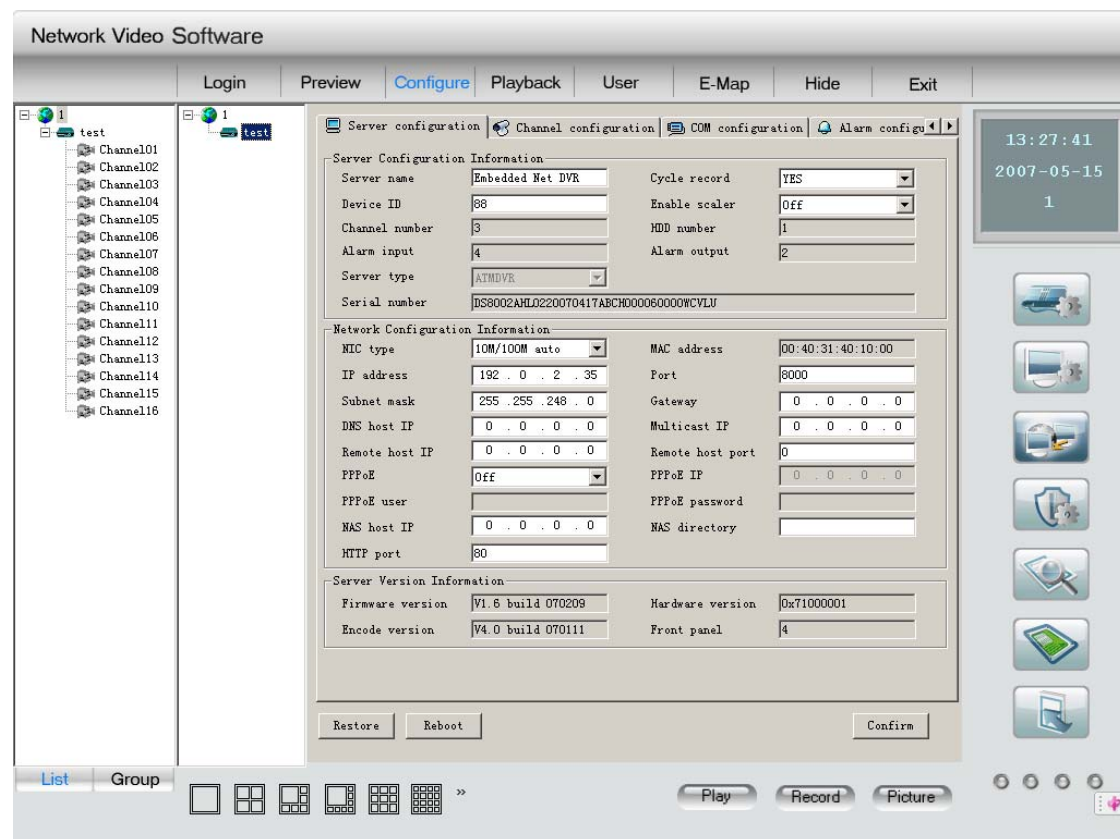 Network Video Software
Login Preview Configure Playback User E-Map Hide Exit
1
test
Channel01
Channel02
Channel03
Channel04
Channel05
Channel06
Channel07
Channel08
Channel09
Channel10
Channel11
Channel12
Channel13
Channel14
Channel15
Channel16
1
test
Server configuration Channel configuration COM configuration Alarm configu
Server Configuration Information
Server name Embedded Net DVR Cycle record YES
Device ID 88 Enable scaler Off
Channel number 3 HDD number 1
Alarm input 4 Alarm output 2
Server type ATMDVR
Serial number DS8002AHL0220070417ABCH000060000WCVLU
Network Configuration Information
NIC type 10M/100M auto MAC address 00:40:31:40:10:00
IP address 192 . 0 . 2 . 35 Port 8000
Subnet mask 255 .255 .248 . 0 Gateway 0 . 0 . 0 . 0
DNS host IP 0 . 0 . 0 . 0 Multicast IP 0 . 0 . 0 . 0
Remote host IP 0 . 0 . 0 . 0 Remote host port 0
PPPoE Off PPPoE IP 0 . 0 . 0 . 0
PPPoE user PPPoE password
NAS host IP 0 . 0 . 0 . 0 NAS directory
HTTP port 80
Server Version Information
Firmware version V1.6 build 070209 Hardware version 0x71000001
Encode version V4.0 build 070111 Front panel 4
Restore Reboot Confirm
13:27:41
2007-05-15
1
List Group
» Play Record Picture